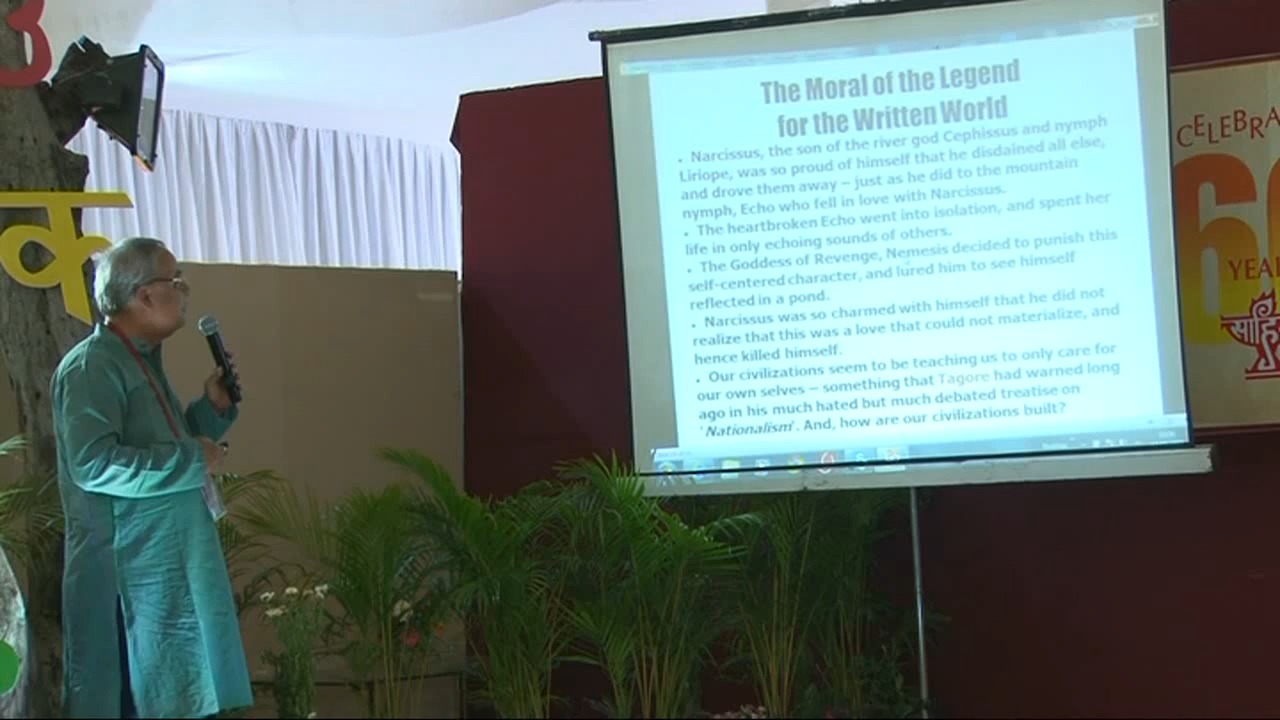 The Moral of the Legend
for the Written World
• Narcissus, the son of the river god Cephissus and nymph
Liriope, was so proud of himself that he disdained all else,
and drove them away – just as he did to the mountain
nymph, Echo who fell in love with Narcissus.
• The heartbroken Echo went into isolation, and spent her
life in only echoing sounds of others.
• The Goddess of Revenge, Nemesis decided to punish this
self-centered character, and lured him to see himself
reflected in a pond.
• Narcissus was so charmed with himself that he did not
realize that this was a love that could not materialize, and
hence killed himself.
• Our civilizations seem to be teaching us to only care for
our own selves – something that Tagore had warned long
ago in his much hated but much debated treatise on
'Nationalism'. And, how are our civilizations built?
CELEBRA
60
YEA
साहि
3
क